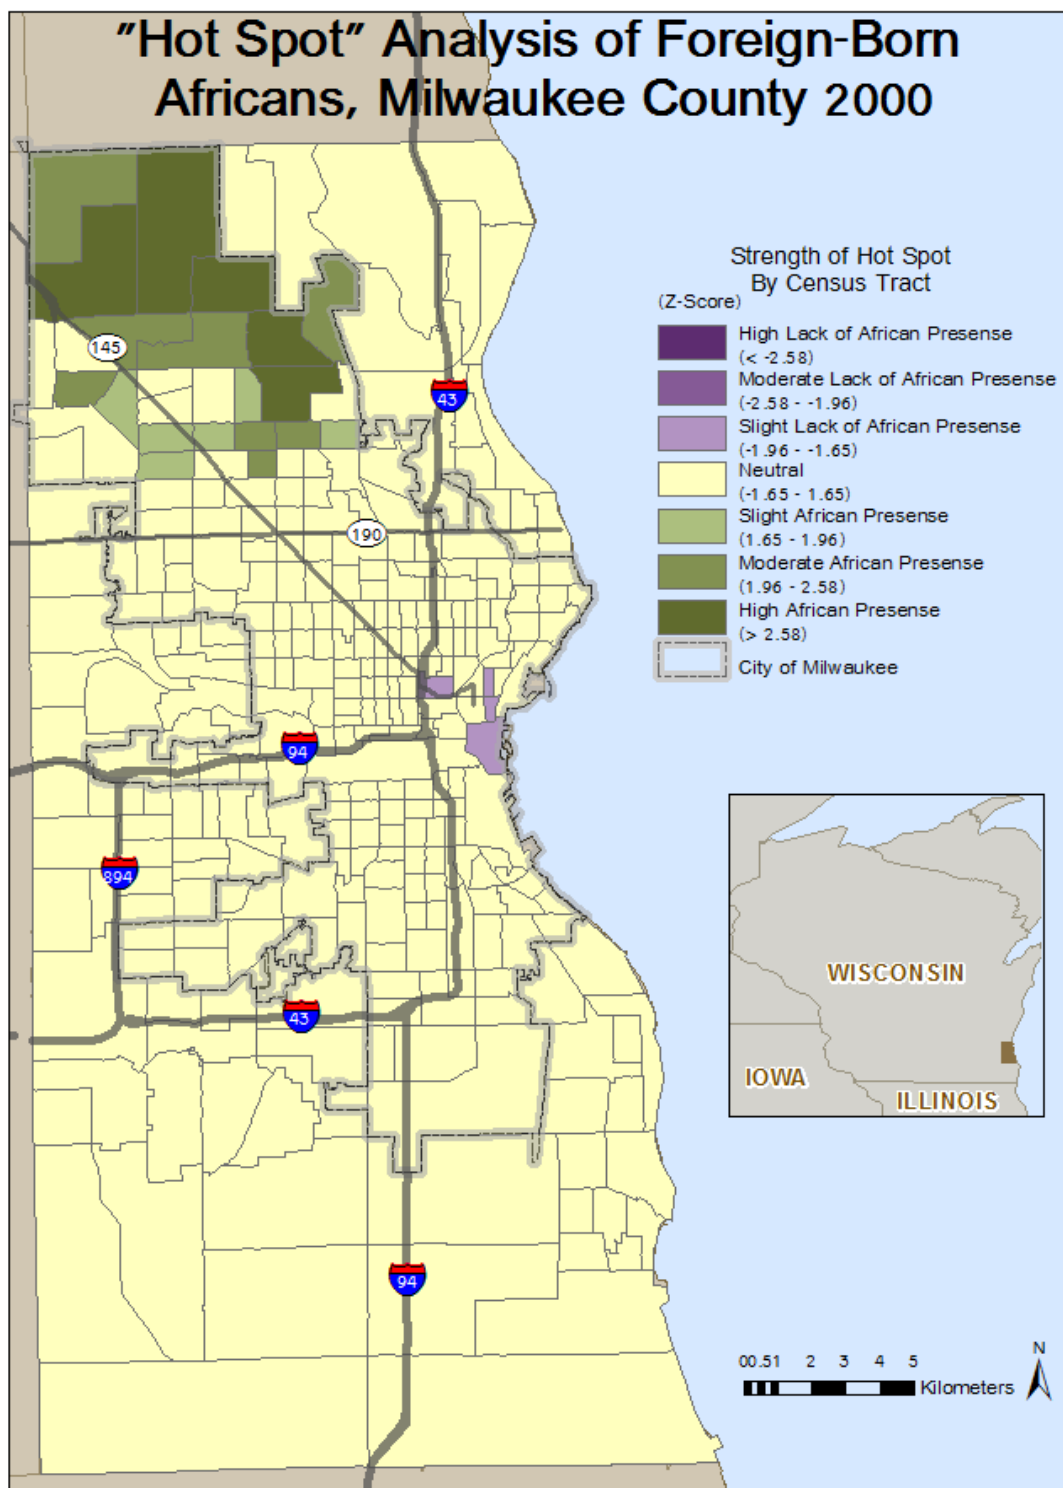 "Hot Spot" Analysis of Foreign-Born
Africans, Milwaukee County 2000
Strength of Hot Spot
By Census Tract
(Z-Score)
High Lack of African Presense
(< -2.58)
Moderate Lack of African Presense
(-2.58 - -1.96)
Slight Lack of African Presense
(-1.96 - -1.65)
Neutral
(-1.65 - 1.65)
Slight African Presense
(1.65 - 1.96)
Moderate African Presense
(1.96 - 2.58)
High African Presense
(> 2.58)
City of Milwaukee
145
43
190
94
894
43
94
WISCONSIN
IOWA
ILLINOIS
00.51 2 3 4 5
Kilometers
N